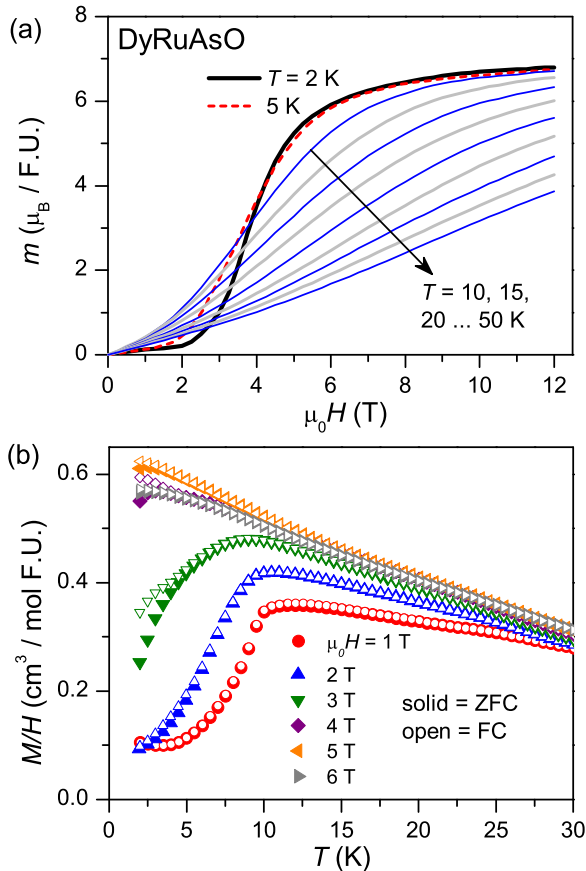 (a)
DyRuAsO
T = 2 K
5 K
T = 10, 15,
20 ... 50 K
m (μB / F.U.)
8
6
4
2
0
0 2 4 6 8 10 12
μ0H (T)
(b)
μ0H = 1 T
2 T
3 T
4 T
5 T
6 T
solid = ZFC
open = FC
M/H (cm³ / mol F.U.)
0.6
0.4
0.2
0.0
0 5 10 15 20 25 30
T (K)